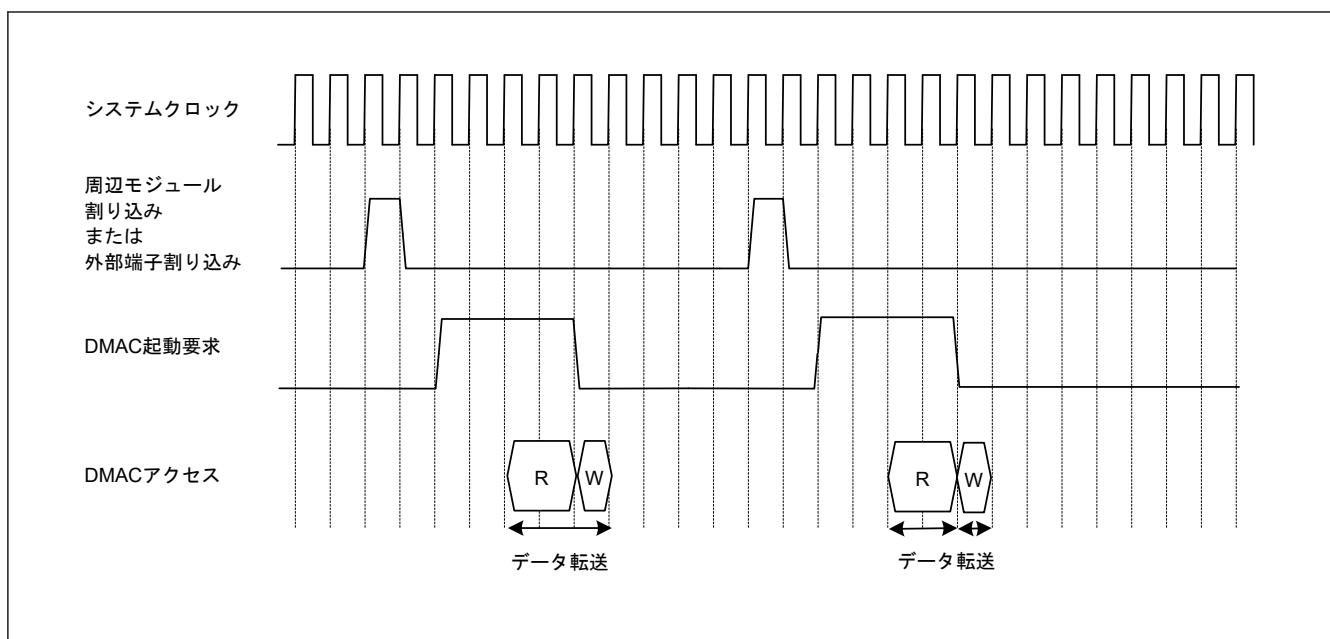 システムクロック
周辺モジュール
割り込み
または
外部端子割り込み
DMAC起動要求
DMACアクセス
R
W
R
W
データ転送
データ転送